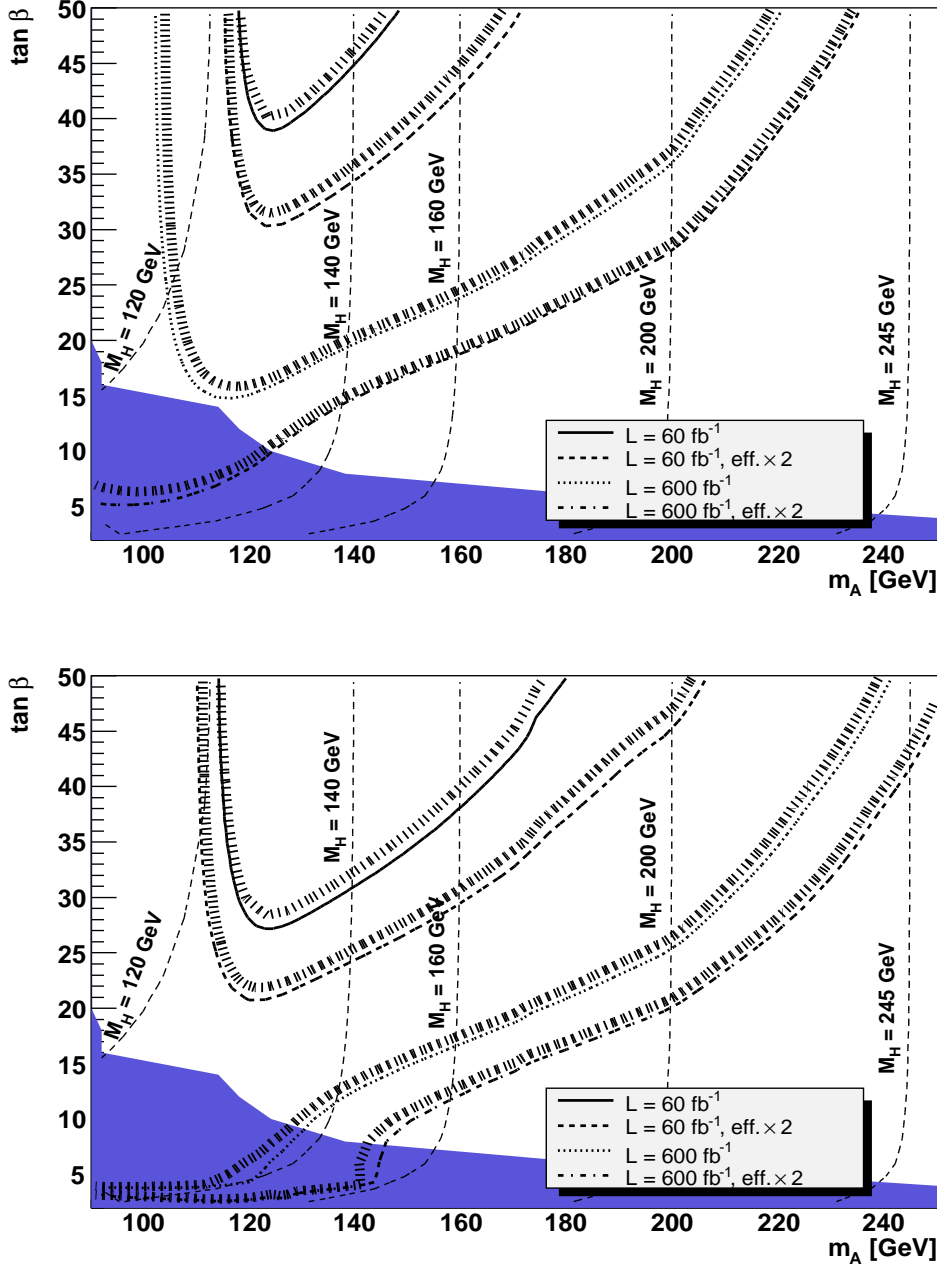 tan β
50
45
40
35
30
25
20
15
10
5
M_H = 120 GeV
M_H = 140 GeV
M_H = 160 GeV
M_H = 200 GeV
M_H = 245 GeV
L = 60 fb⁻¹
L = 60 fb⁻¹, eff. × 2
L = 600 fb⁻¹
L = 600 fb⁻¹, eff. × 2
100 120 140 160 180 200 220 240
m_A [GeV]
tan β
50
45
40
35
30
25
20
15
10
5
M_H = 120 GeV
M_H = 140 GeV
M_H = 160 GeV
M_H = 200 GeV
M_H = 245 GeV
L = 60 fb⁻¹
L = 60 fb⁻¹, eff. × 2
L = 600 fb⁻¹
L = 600 fb⁻¹, eff. × 2
100 120 140 160 180 200 220 240
m_A [GeV]